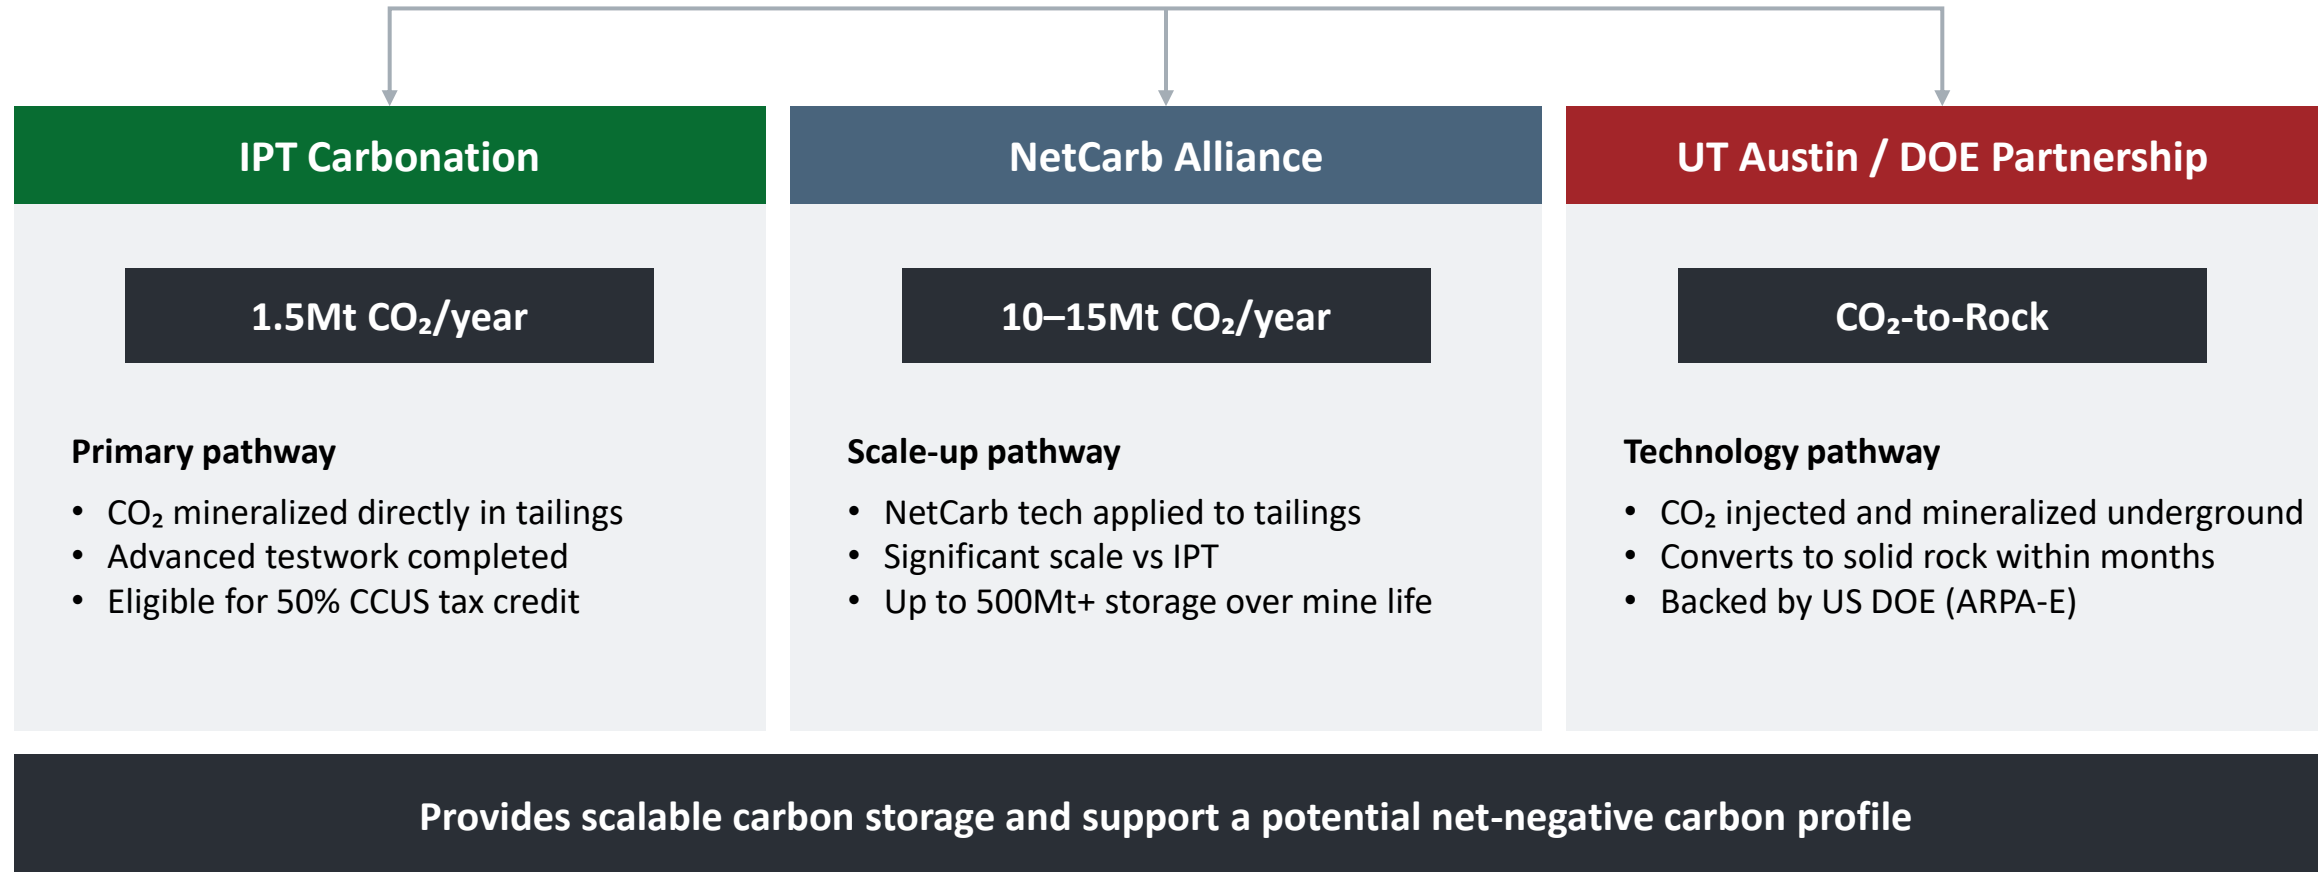 IPT Carbonation
1.5Mt CO₂/year
Primary pathway
• CO₂ mineralized directly in tailings
• Advanced testwork completed
• Eligible for 50% CCUS tax credit
NetCarb Alliance
10–15Mt CO₂/year
Scale-up pathway
• NetCarb tech applied to tailings
• Significant scale vs IPT
• Up to 500Mt+ storage over mine life
UT Austin / DOE Partnership
CO₂-to-Rock
Technology pathway
• CO₂ injected and mineralized underground
• Converts to solid rock within months
• Backed by US DOE (ARPA-E)
Provides scalable carbon storage and support a potential net-negative carbon profile